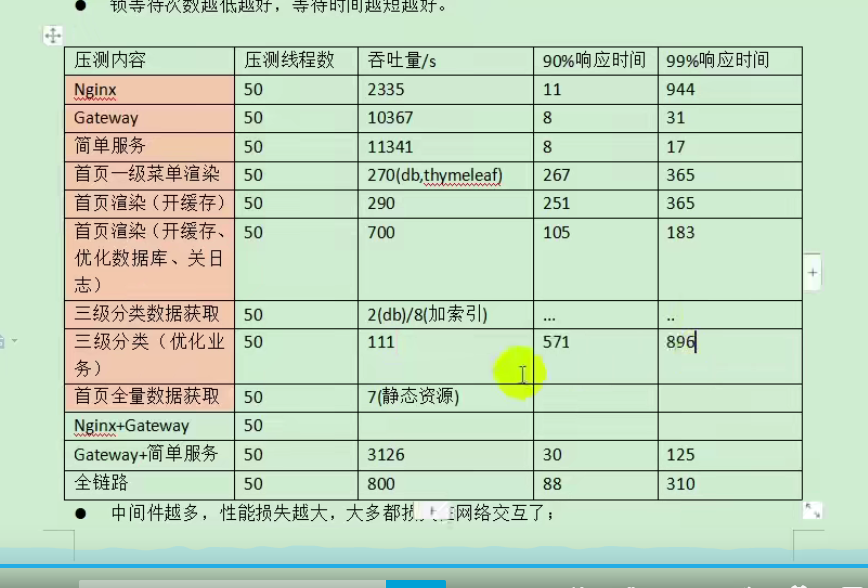 ● 锁等待次数越低越好，等待时间越短越好。
压测内容 压测线程数 吞吐量/s 90%响应时间 99%响应时间
Nginx 50 2335 11 944
Gateway 50 10367 8 31
简单服务 50 11341 8 17
首页一级菜单渲染 50 270(db,thymeleaf) 267 365
首页渲染（开缓存） 50 290 251 365
首页渲染（开缓存、 50 700 105 183
优化数据库、关日
志）
三级分类数据获取 50 2(db)/8(加索引) ... ..
三级分类（优化业 50 111 571 896
务）
首页全量数据获取 50 7(静态资源)
Nginx+Gateway 50
Gateway+简单服务 50 3126 30 125
全链路 50 800 88 310
● 中间件越多，性能损失越大，大多都损 网络交互了；